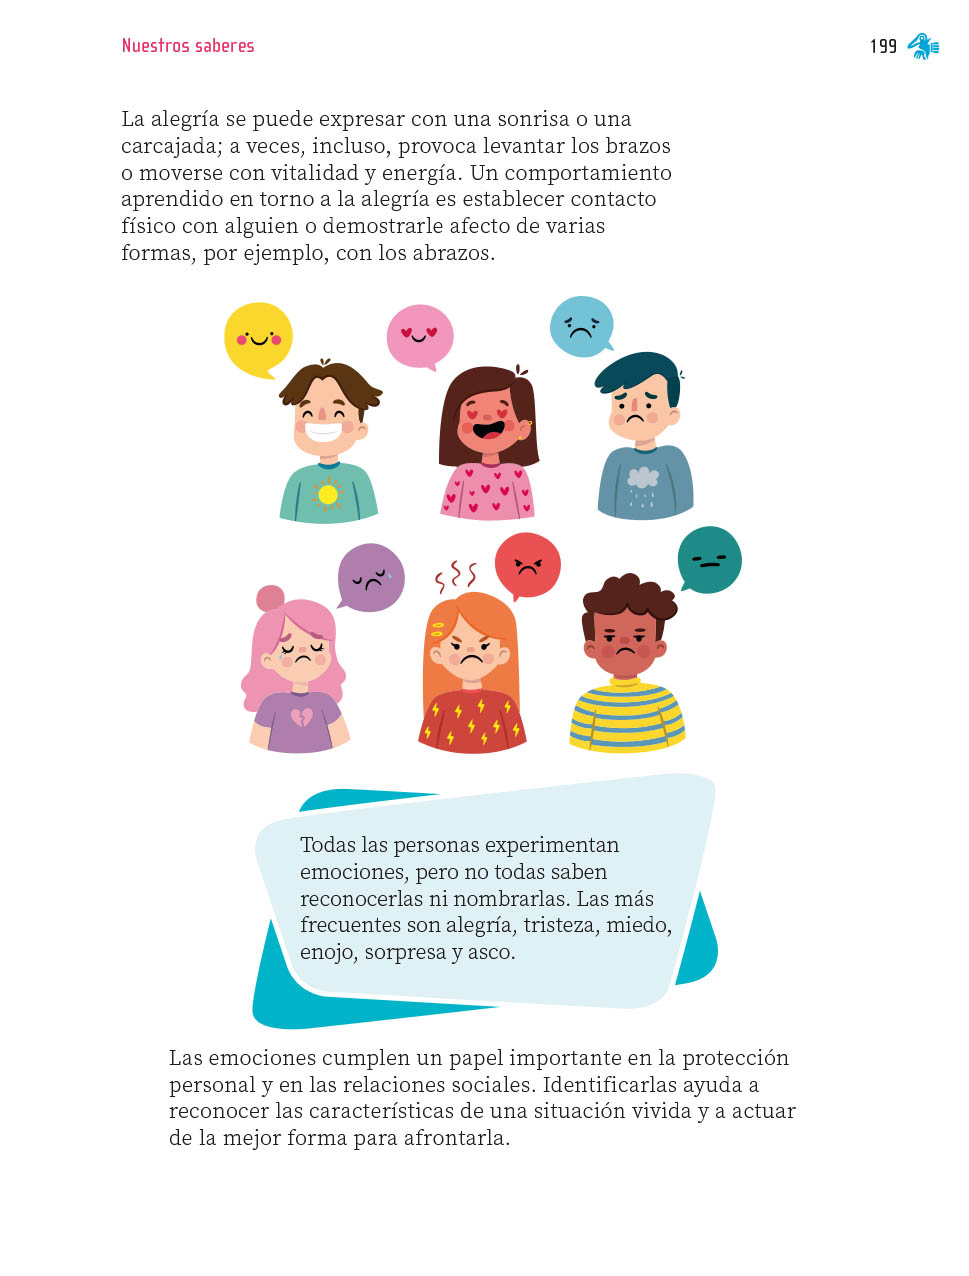 Nuestros saberes
199
La alegría se puede expresar con una sonrisa o una
carcajada; a veces, incluso, provoca levantar los brazos
o moverse con vitalidad y energía. Un comportamiento
aprendido en torno a la alegría es establecer contacto
físico con alguien o demostrarle afecto de varias
formas, por ejemplo, con los abrazos.
Todas las personas experimentan
emociones, pero no todas saben
reconocerlas ni nombrarlas. Las más
frecuentes son alegría, tristeza, miedo,
enojo, sorpresa y asco.
Las emociones cumplen un papel importante en la protección
personal y en las relaciones sociales. Identificarlas ayuda a
reconocer las características de una situación vivida y a actuar
de la mejor forma para afrontarla.